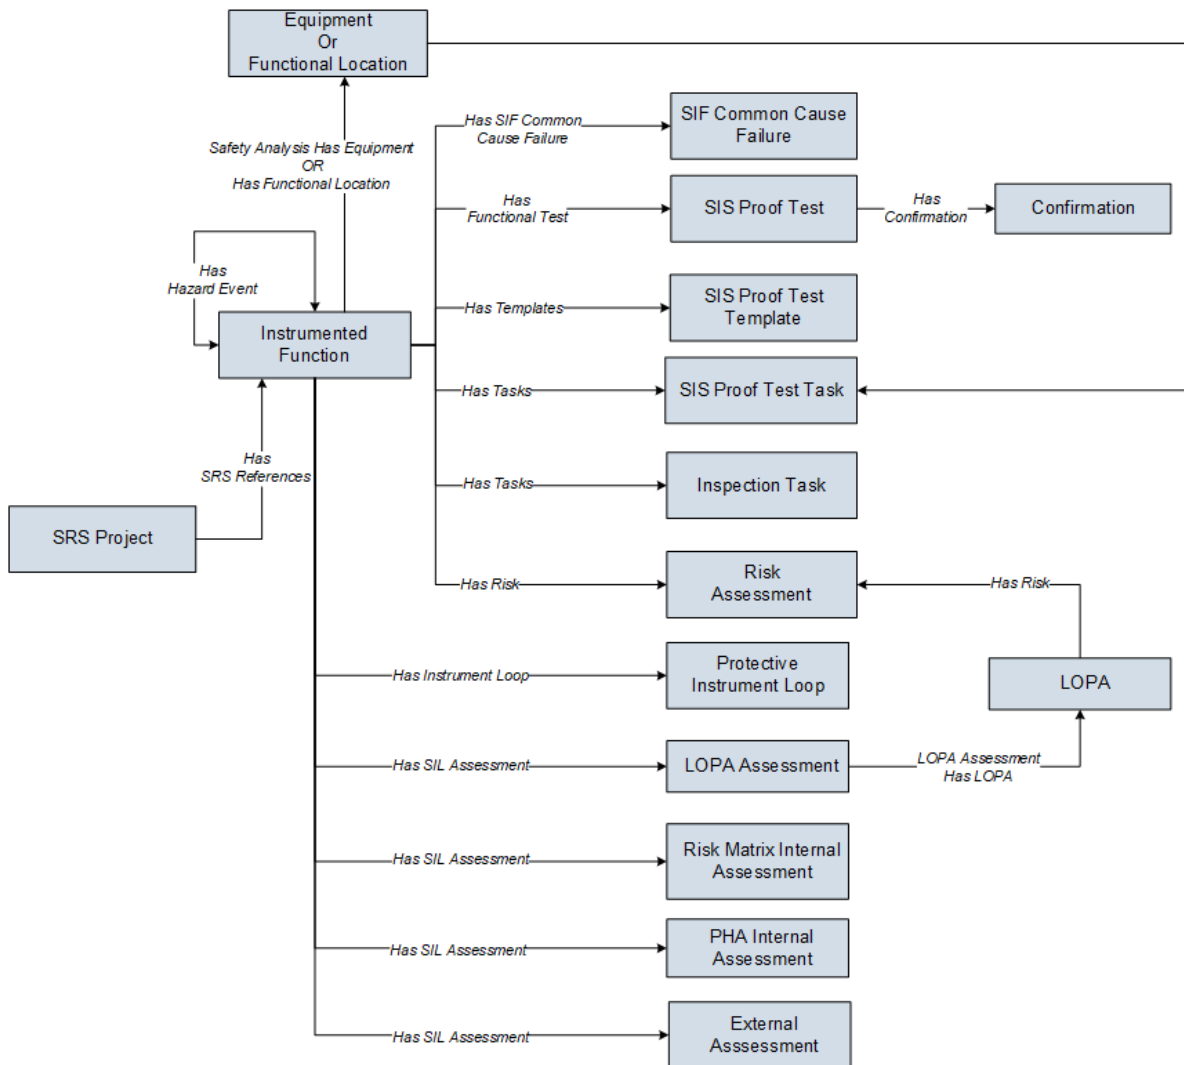 Equipment
Or
Functional Location
Safety Analysis Has Equipment
OR
Has Functional Location
Has SIF Common
Cause Failure
SIF Common Cause
Failure
Has
Functional Test
SIS Proof Test
Has
Confirmation
Confirmation
Has
Hazard Event
Instrumented
Function
Has Templates
SIS Proof Test
Template
Has Tasks
SIS Proof Test Task
Has
SRS References
Has Tasks
Inspection Task
SRS Project
Has Risk
Risk
Assessment
Has Risk
Has Instrument Loop
Protective
Instrument Loop
LOPA
Has SIL Assessment
LOPA Assessment
LOPA Assessment
Has LOPA
Has SIL Assessment
Risk Matrix Internal
Assessment
Has SIL Assessment
PHA Internal
Assessment
Has SIL Assessment
External
Asssessment